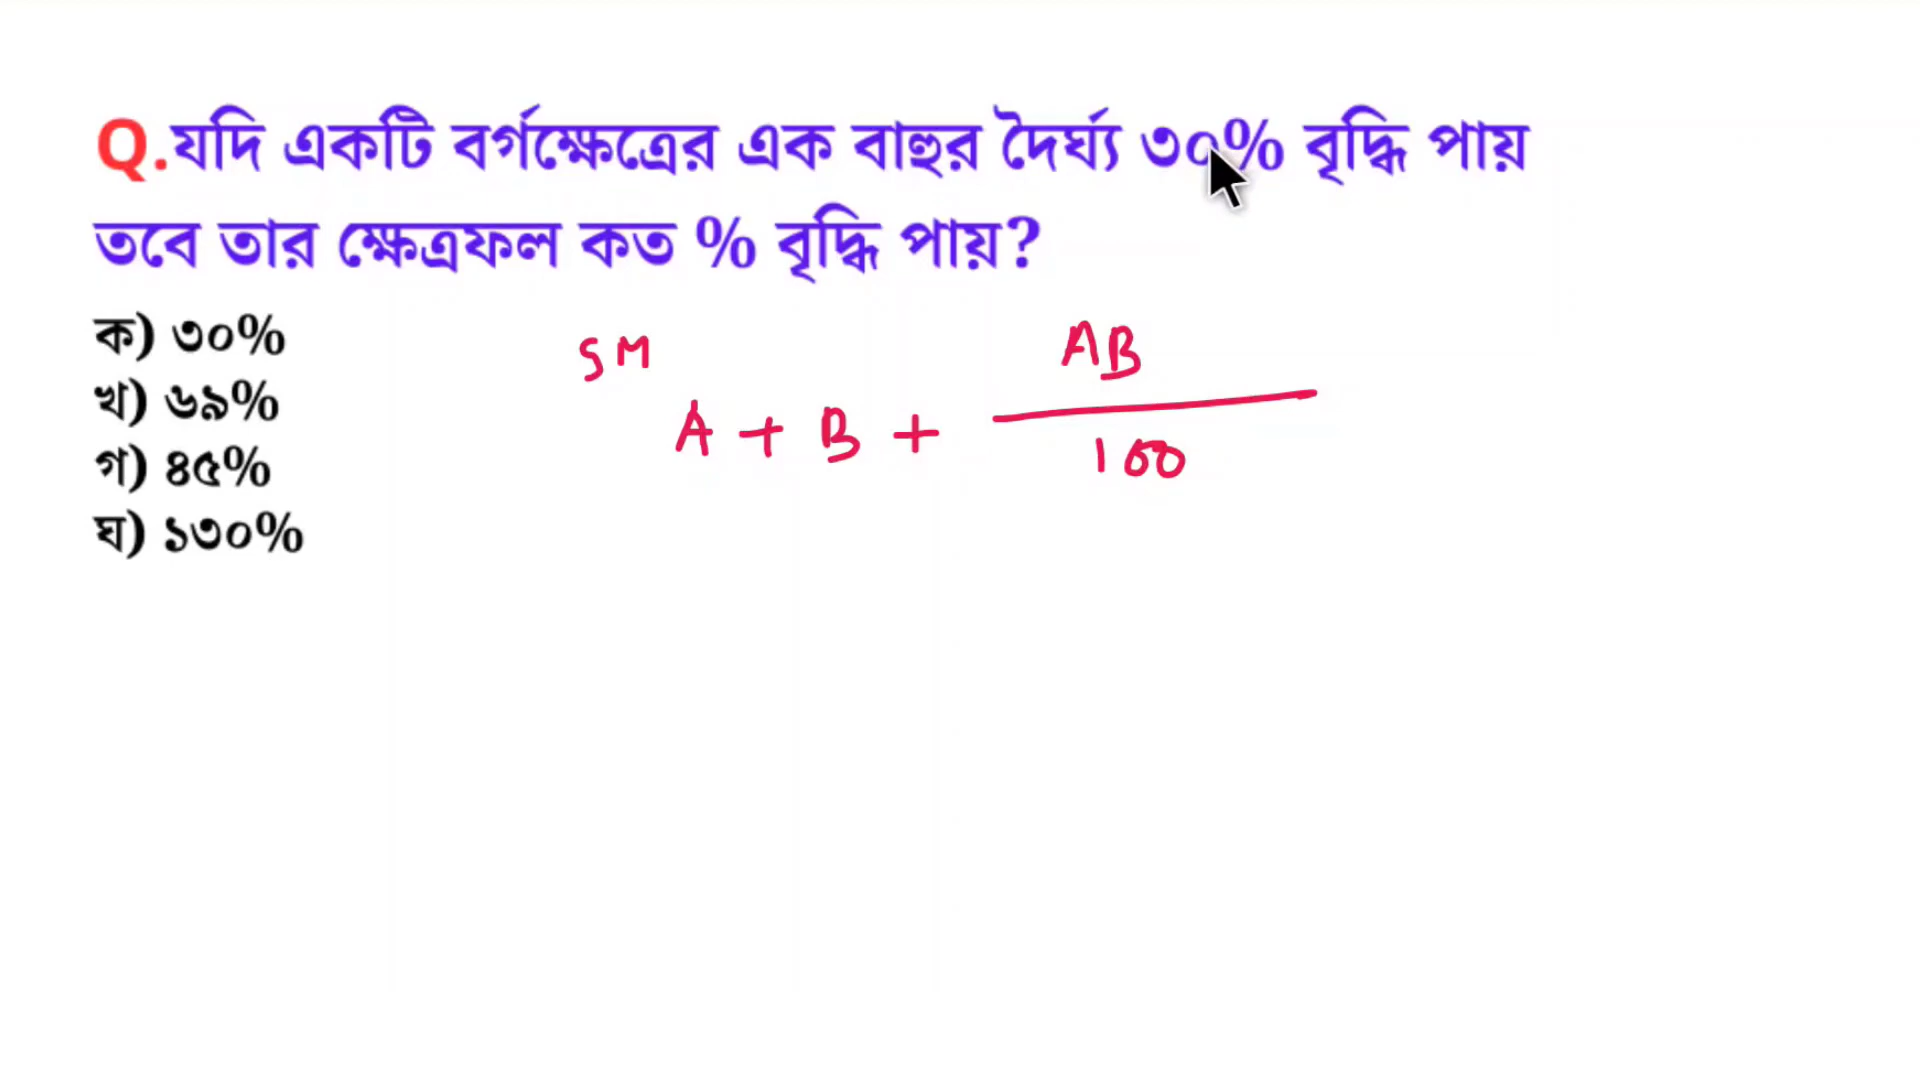 Q.যদি একটি বর্গক্ষেত্রের এক বাহুর দৈর্ঘ্য ৩০% বৃদ্ধি পায়
তবে তার ক্ষেত্রফল কত % বৃদ্ধি পায়?
ক) ৩০%
খ) ৬৯%
গ) ৪৫%
ঘ) ১৩০%
SM
AB
A + B +
100